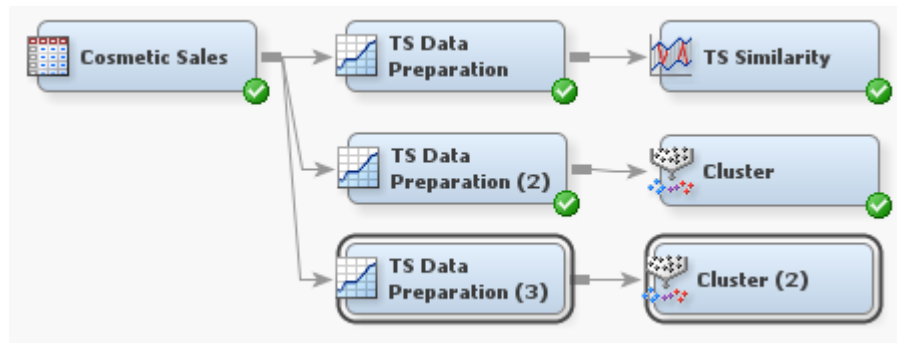 Cosmetic Sales
TS Data
Preparation
TS Similarity
TS Data
Preparation (2)
Cluster
TS Data
Preparation (3)
Cluster (2)